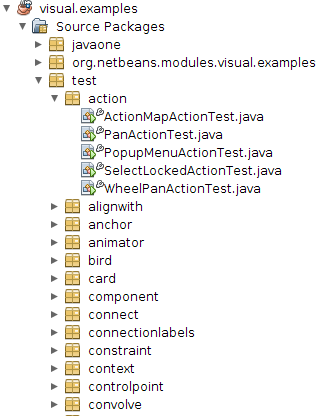 visual.examples
Source Packages
javaone
org.netbeans.modules.visual.examples
test
action
ActionMapActionTest.java
PanActionTest.java
PopupMenuActionTest.java
SelectLockedActionTest.java
WheelPanActionTest.java
alignwith
anchor
animator
bird
card
component
connect
connectionlabels
constraint
context
controlpoint
convolve